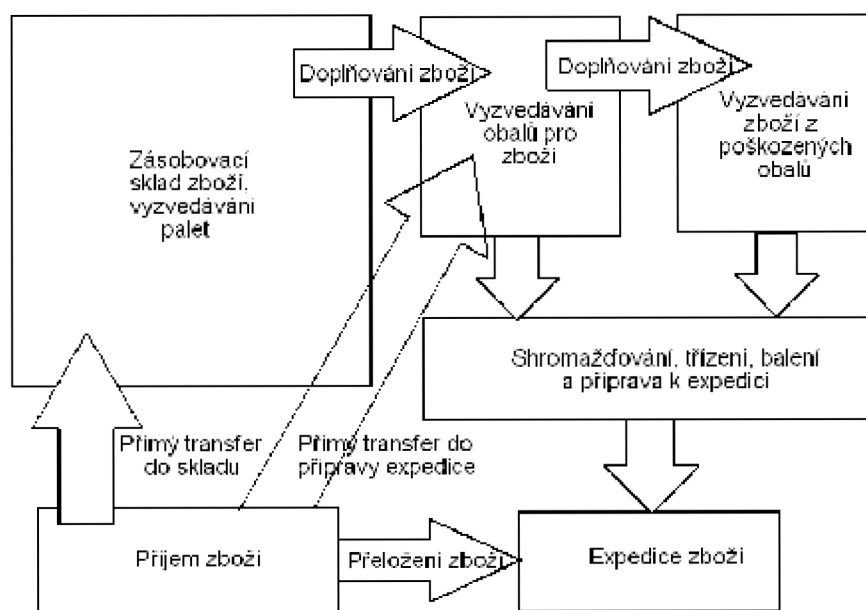 Doplňování zboží
Doplňování zboží
Zásobovací
sklad zboží,
vyzvedávání
palet
Vyzvedávání
obalů pro
zboží
Vyzvedávání
zboží z
poškozených
obalů
Shromažďování, třízení, balení
a příprava k expedici
Přímý transfer
do skladu
Přímý transfer do
přípravy expedice
Příjem zboží
Přeložení zboží
Expedice zboží